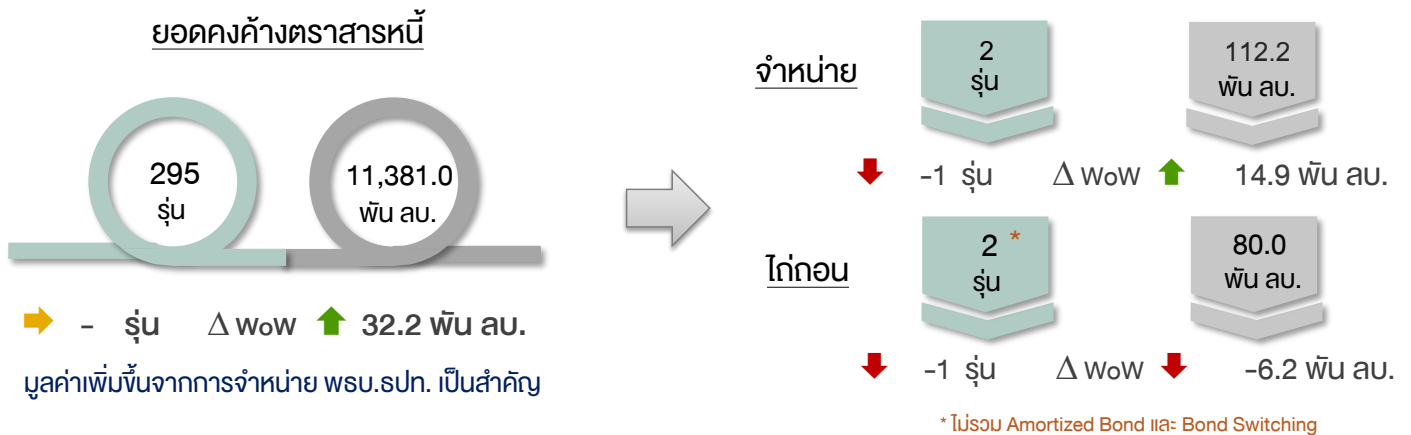 ยอดคงค้างตราสารหนี้
295
รุ่น
11,381.0
พัน ลบ.
- รุ่น Δ WoW 32.2 พัน ลบ.
มูลค่าเพิ่มขึ้นจากการจำหน่าย พธบ.ธปท. เป็นสำคัญ
จำหน่าย
2
รุ่น
112.2
พัน ลบ.
-1 รุ่น Δ WoW 14.9 พัน ลบ.
ไถ่ถอน
2 *
รุ่น
80.0
พัน ลบ.
-1 รุ่น Δ WoW -6.2 พัน ลบ.
* ไม่รวม Amortized Bond และ Bond Switching